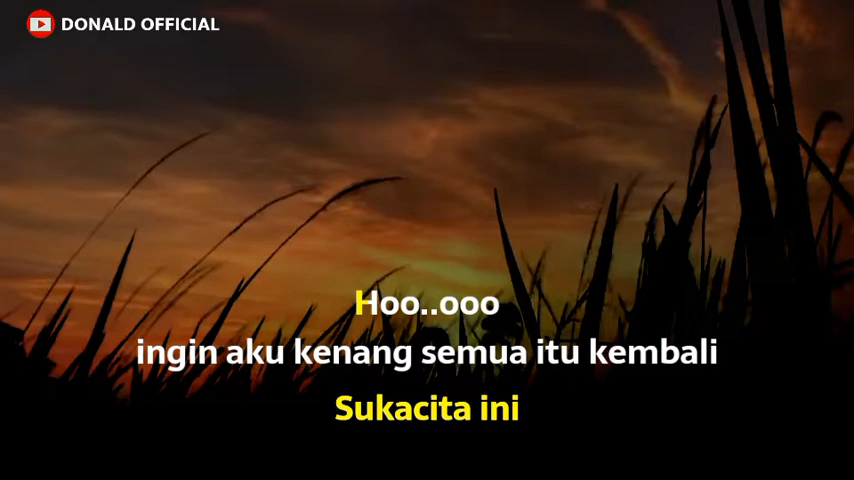 DONALD OFFICIAL
Hoo..ooo
ingin aku kenang semua itu kembali
Sukacita ini